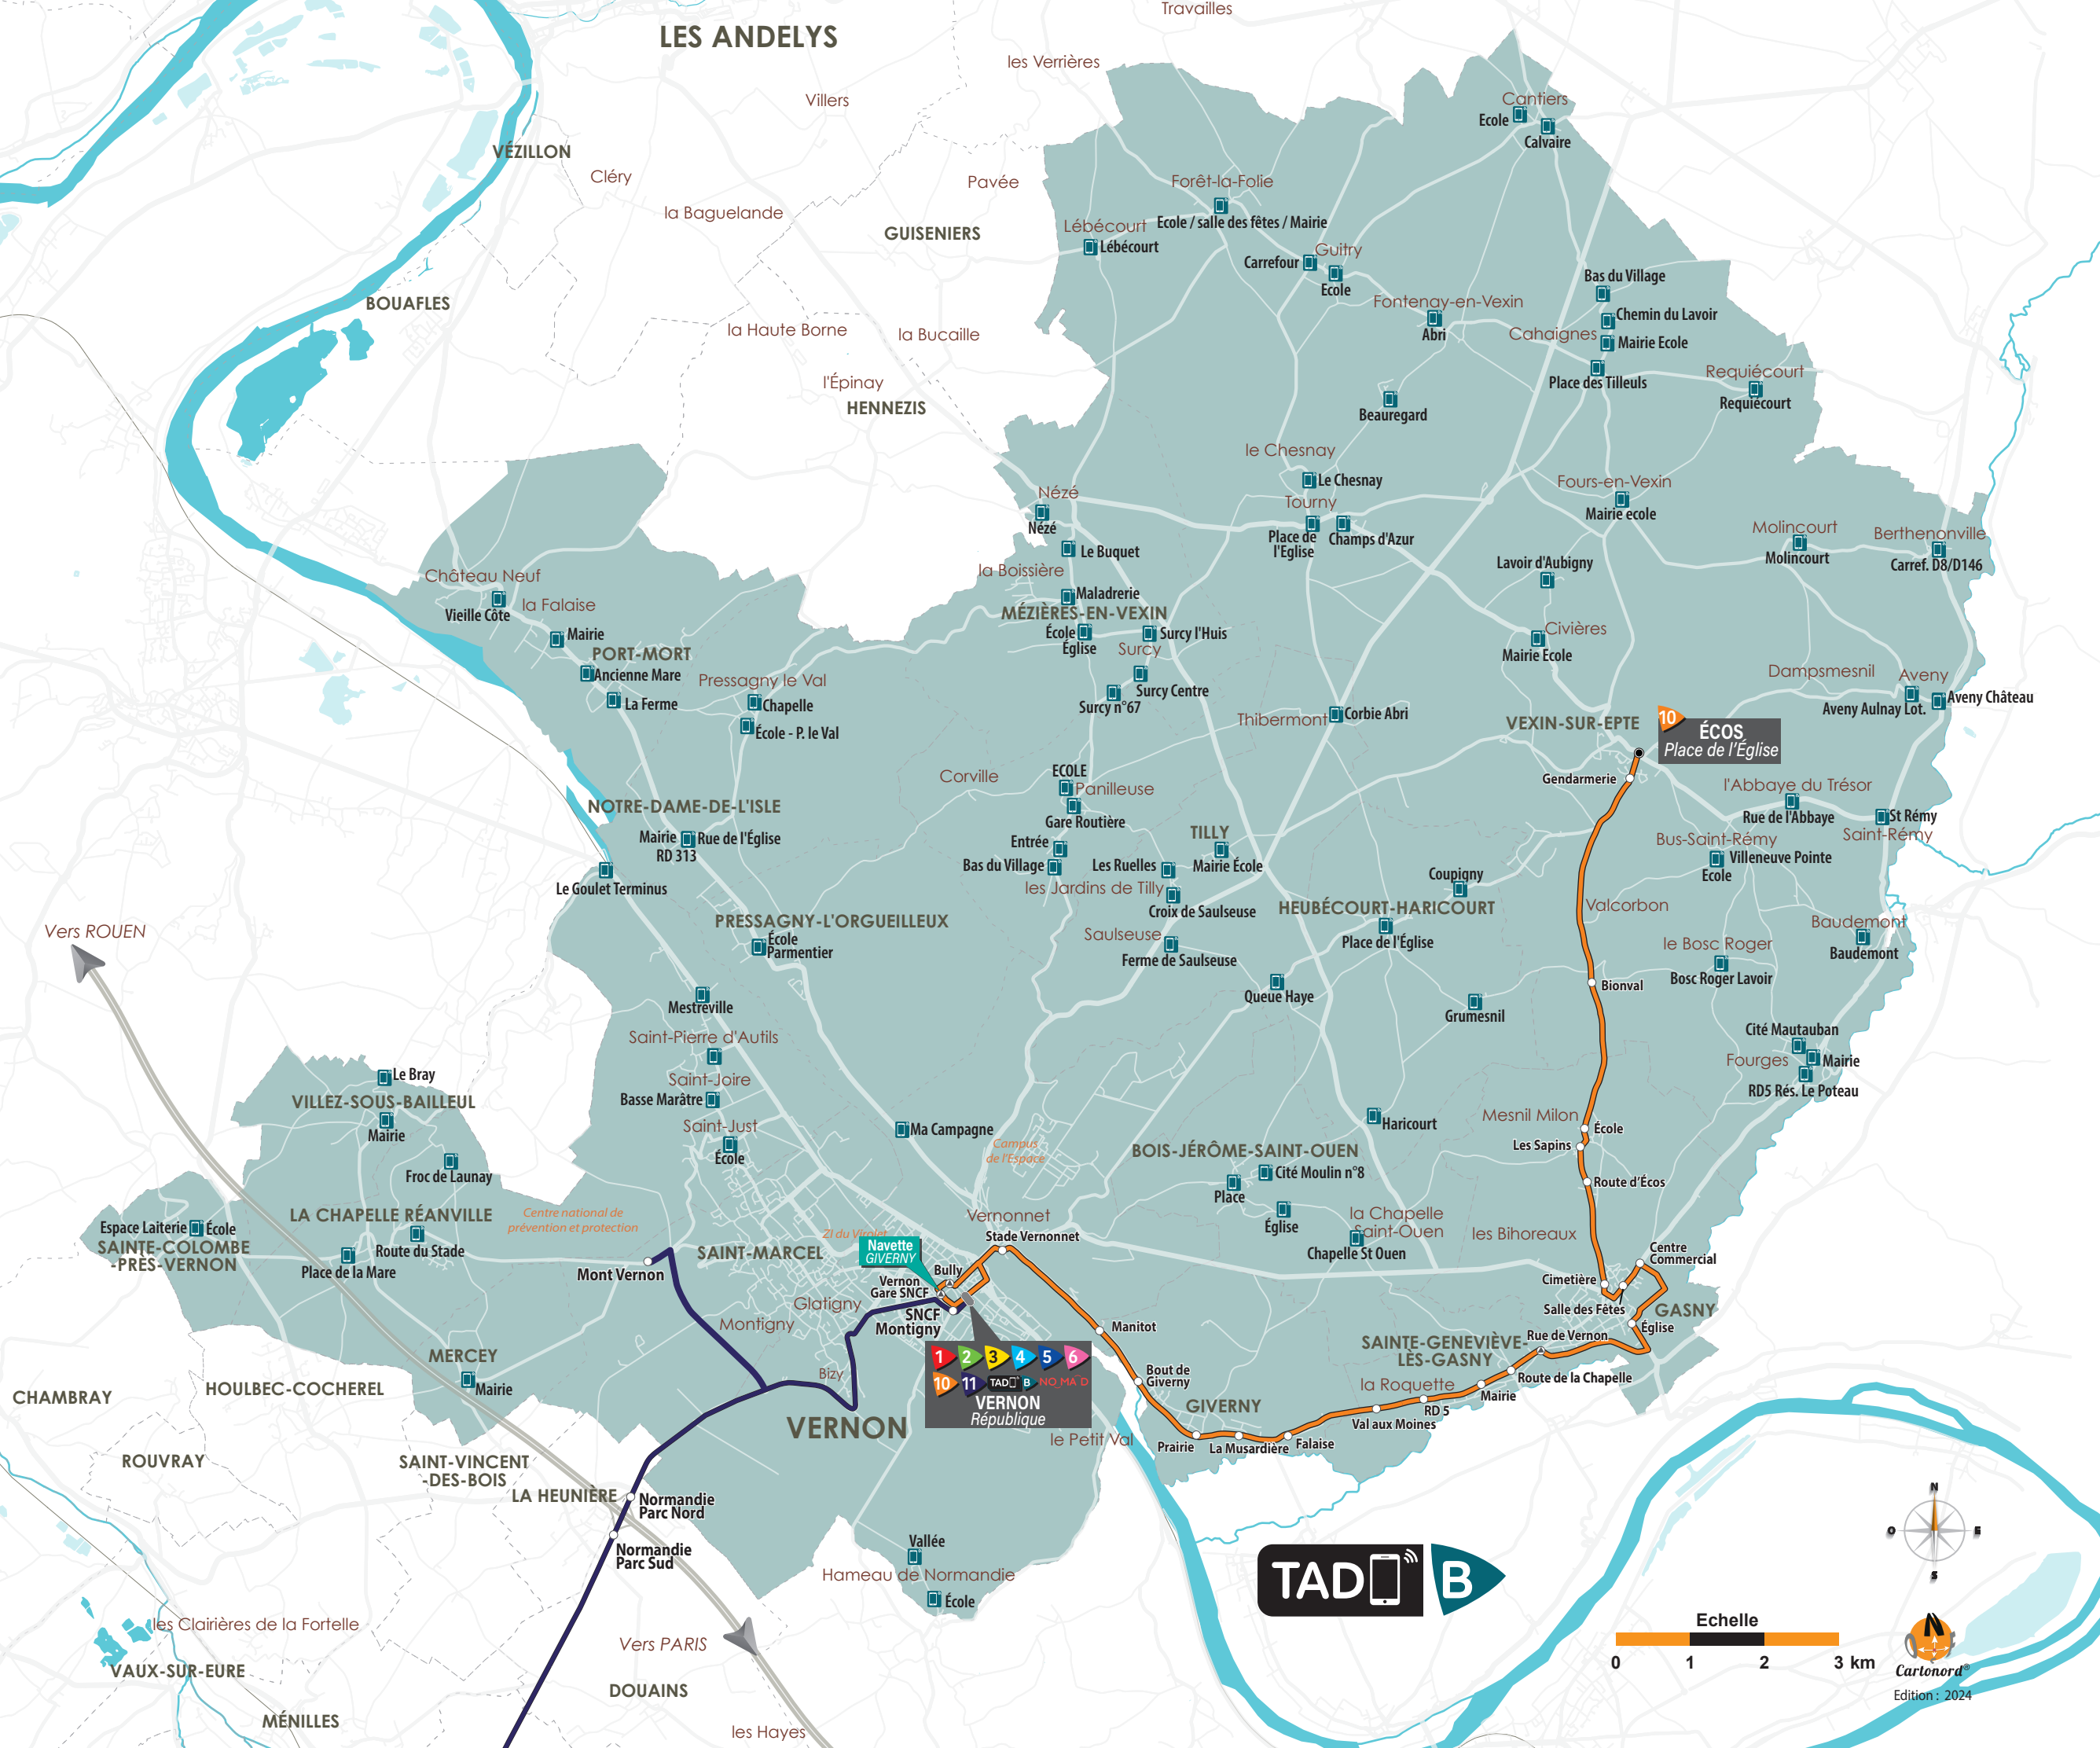 Travailles
LES ANDELYS
les Verrières
Villers
Cantiers
Ecole
Calvaire
VÉZILLON
Cléry
Pavée
Forêt-la-Folie
Ecole / salle des fêtes / Mairie
la Baguelande
GUISENIERS
Lébécourt
Lébécourt
Guitry
Carrefour
Ecole
Bas du Village
BOUAFLES
Fontenay-en-Vexin
Abri
Chemin du Lavoir
la Haute Borne
la Bucaille
Cahaignes
Mairie Ecole
Place des Tilleuls
Requiécourt
Requiécourt
l'Épinay
HENNEZIS
Beauregard
le Chesnay
Le Chesnay
Nézé
Nézé
Tourny
Place de
l'Eglise
Champs d'Azur
Fours-en-Vexin
Mairie ecole
Molincourt
Molincourt
Berthenonville
Carref. D8/D146
Le Buquet
la Boissière
Lavoir d'Aubigny
Château Neuf
Vieille Côte
la Falaise
Maladrerie
MÉZIÈRES-EN-VEXIN
École
Église
Surcy l'Huis
Surcy
Civières
Mairie Ecole
Mairie
PORT-MORT
Ancienne Mare
La Ferme
Pressagny le Val
Chapelle
École - P. le Val
Surcy Centre
Surcy n°67
Dampsmesnil
Aveny
Aveny Aulnay Lot.
Aveny Château
Thibermont
Corbie Abri
VEXIN-SUR-EPTE
10
ÉCOS
Place de l'Église
Gendarmerie
Corville
ECOLE
Panilleuse
Gare Routière
l'Abbaye du Trésor
Rue de l'Abbaye
St Rémy
Saint-Rémy
NOTRE-DAME-DE-L'ISLE
Mairie
RD 313
Rue de l'Église
Entrée
Bas du Village
TILLY
Mairie École
Les Ruelles
les Jardins de Tilly
Croix de Saulseuse
Bus-Saint-Rémy
Villeneuve Pointe
Ecole
Le Goulet Terminus
Coupigny
HEUBÉCOURT-HARICOURT
Place de l'Église
Valcorbon
Baudemont
Baudemont
PRESSAGNY-L'ORGUEILLEUX
École
Parmentier
Saulseuse
Ferme de Saulseuse
le Bosc Roger
Bosc Roger Lavoir
Vers ROUEN
Queue Haye
Bionval
Mestreville
Grumesnil
Cité Mautauban
Fourges
Mairie
RD5 Rés. Le Poteau
Saint-Pierre d'Autils
Saint-Joire
Basse Marâtre
Saint-Just
École
Le Bray
VILLEZ-SOUS-BAILLEUL
Mairie
Ma Campagne
Campus
de l'Espace
Haricourt
Mesnil Milon
École
Les Sapins
BOIS-JÉRÔME-SAINT-OUEN
Cité Moulin n°8
Place
Froc de Launay
Route d'Écos
LA CHAPELLE RÉANVILLE
Route du Stade
Place de la Mare
Espace Laiterie
École
SAINTE-COLOMBE
-PRÈS-VERNON
Centre national de
prévention et protection
Église
la Chapelle
Saint-Ouen
Chapelle St Ouen
les Bihoreaux
Vernonnet
Stade Vernonnet
ZI du Virolet
SAINT-MARCEL
Navette
GIVERNY
Mont Vernon
Bully
Vernon
Gare SNCF
SNCF
Montigny
Centre
Commercial
Cimetière
Salle des Fêtes
GASNY
Église
Glatigny
Montigny
Manitot
SAINTE-GENEVIÈVE-
LÈS-GASNY
Rue de Vernon
Route de la Chapelle
MERCEY
Mairie
Bizy
1
2
3
4
5
6
10
11
TAD B
NOMAD
VERNON
République
VERNON
Bout de
Giverny
la Roquette
Mairie
RD 5
Val aux Moines
GIVERNY
Prairie
La Musardière
Falaise
le Petit Val
CHAMBRAY
HOULBEC-COCHEREL
ROUVRAY
SAINT-VINCENT
-DES-BOIS
LA HEUNIÈRE
Normandie
Parc Nord
Normandie
Parc Sud
Vallée
Hameau de Normandie
École
TAD B
N
O
E
S
Echelle
0 1 2 3 km
Cartonord®
Edition : 2024
les Clairières de la Fortelle
VAUX-SUR-EURE
Vers PARIS
DOUAINS
MÉNILLES
les Hayes